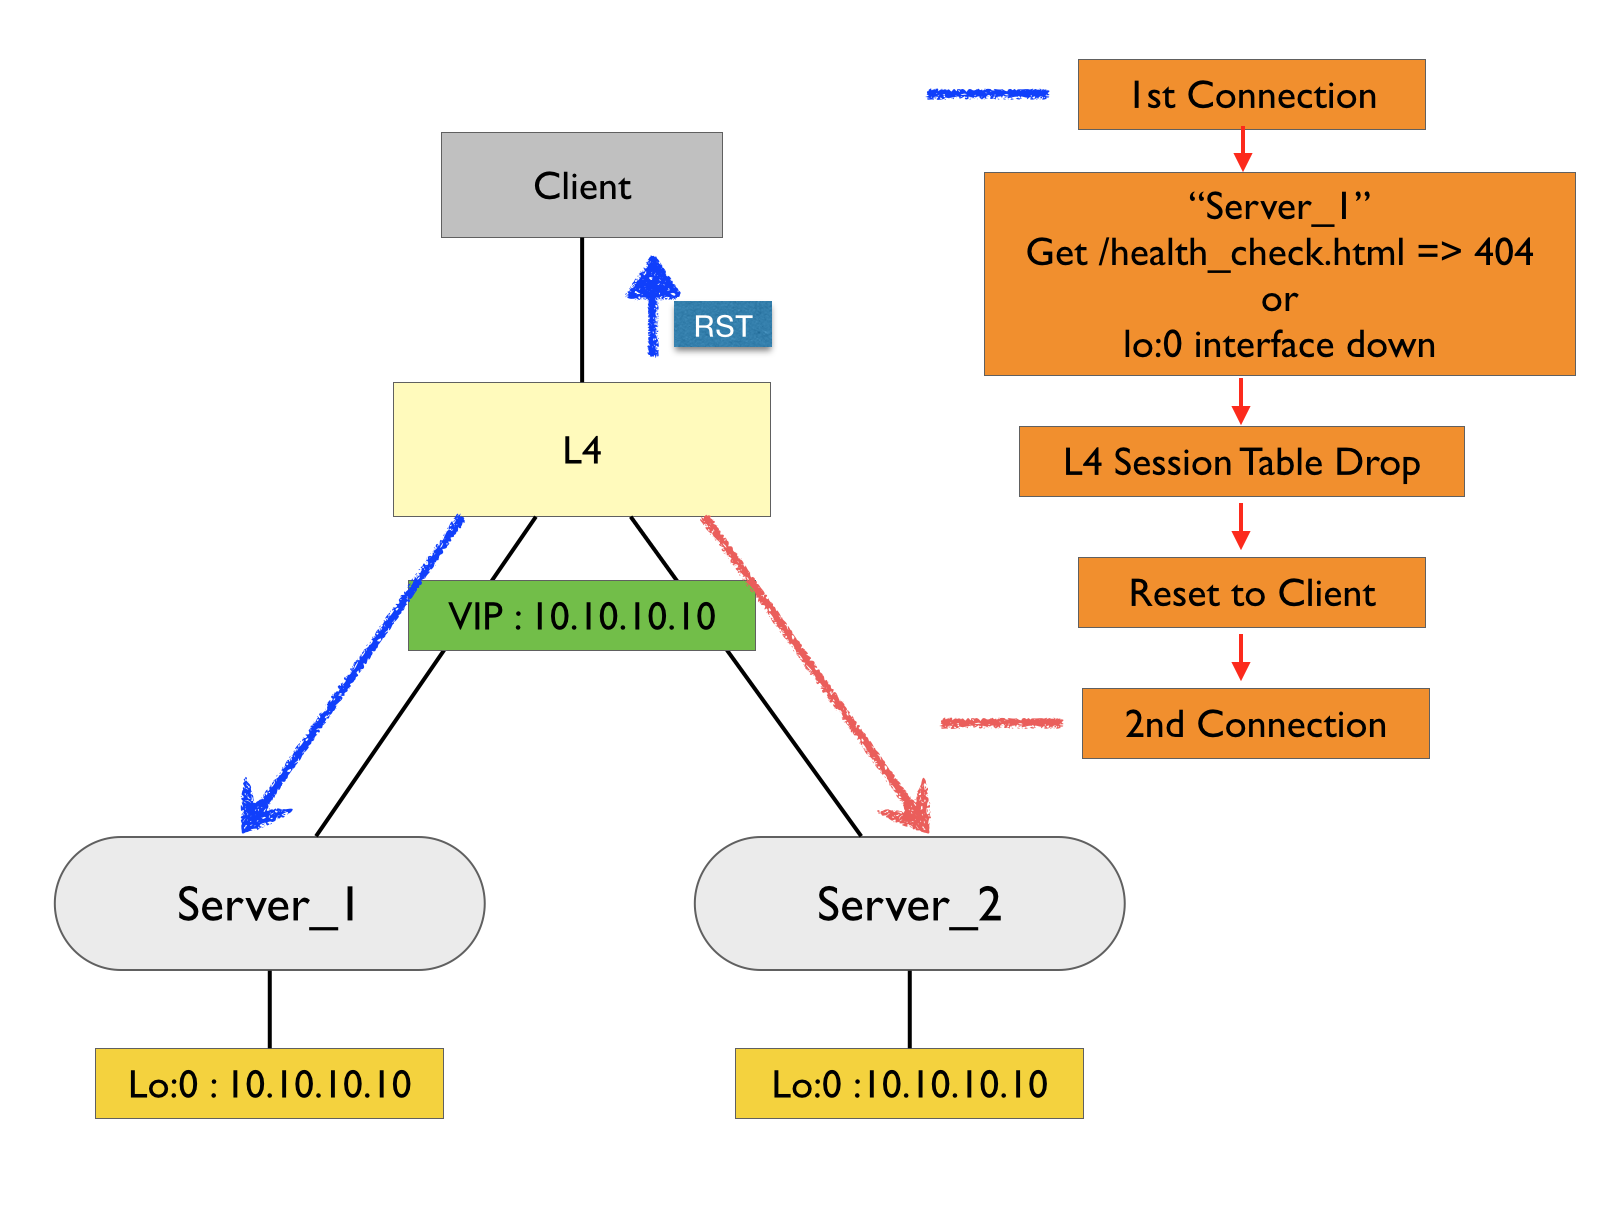 1st Connection
Client
“Server_1”
Get /health_check.html => 404
or
lo:0 interface down
RST
L4
L4 Session Table Drop
VIP : 10.10.10.10
Reset to Client
2nd Connection
Server_1
Server_2
Lo:0 : 10.10.10.10
Lo:0 :10.10.10.10